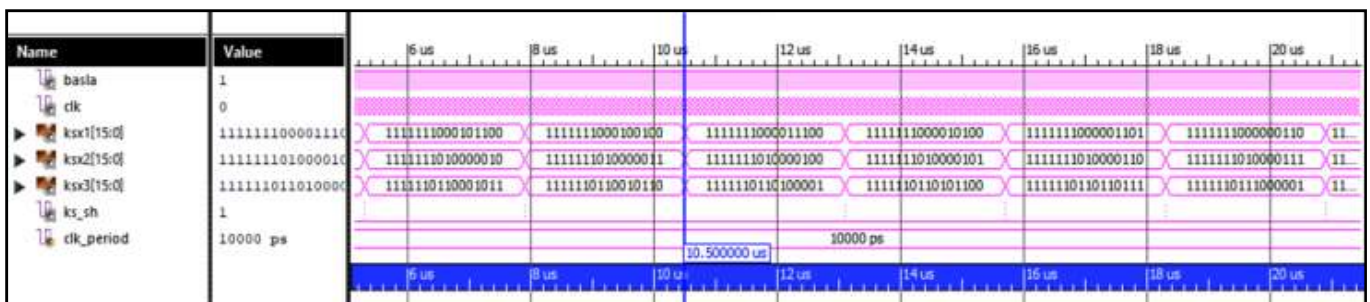 Name Value 6 us 8 us 10 us 12 us 14 us 16 us 18 us 20 us
basla 1
clk 0
ksx1[15:0] 111111100001110 1111111000101100 1111111000100100 1111111000011100 1111111000010100 1111111000001101 1111111000000110 11...
ksx2[15:0] 111111101000010 1111111010000010 1111111010000011 1111111010000100 1111111010000101 1111111010000110 1111111010000111 11...
ksx3[15:0] 111111011010000 1111110110001011 1111110110010110 1111110110100001 1111110110101100 1111110110110111 1111110111000001 11...
ks_sh 1
clk_period 10000 ps 10000 ps
10.500000 us
6 us 8 us 10 us 12 us 14 us 16 us 18 us 20 us